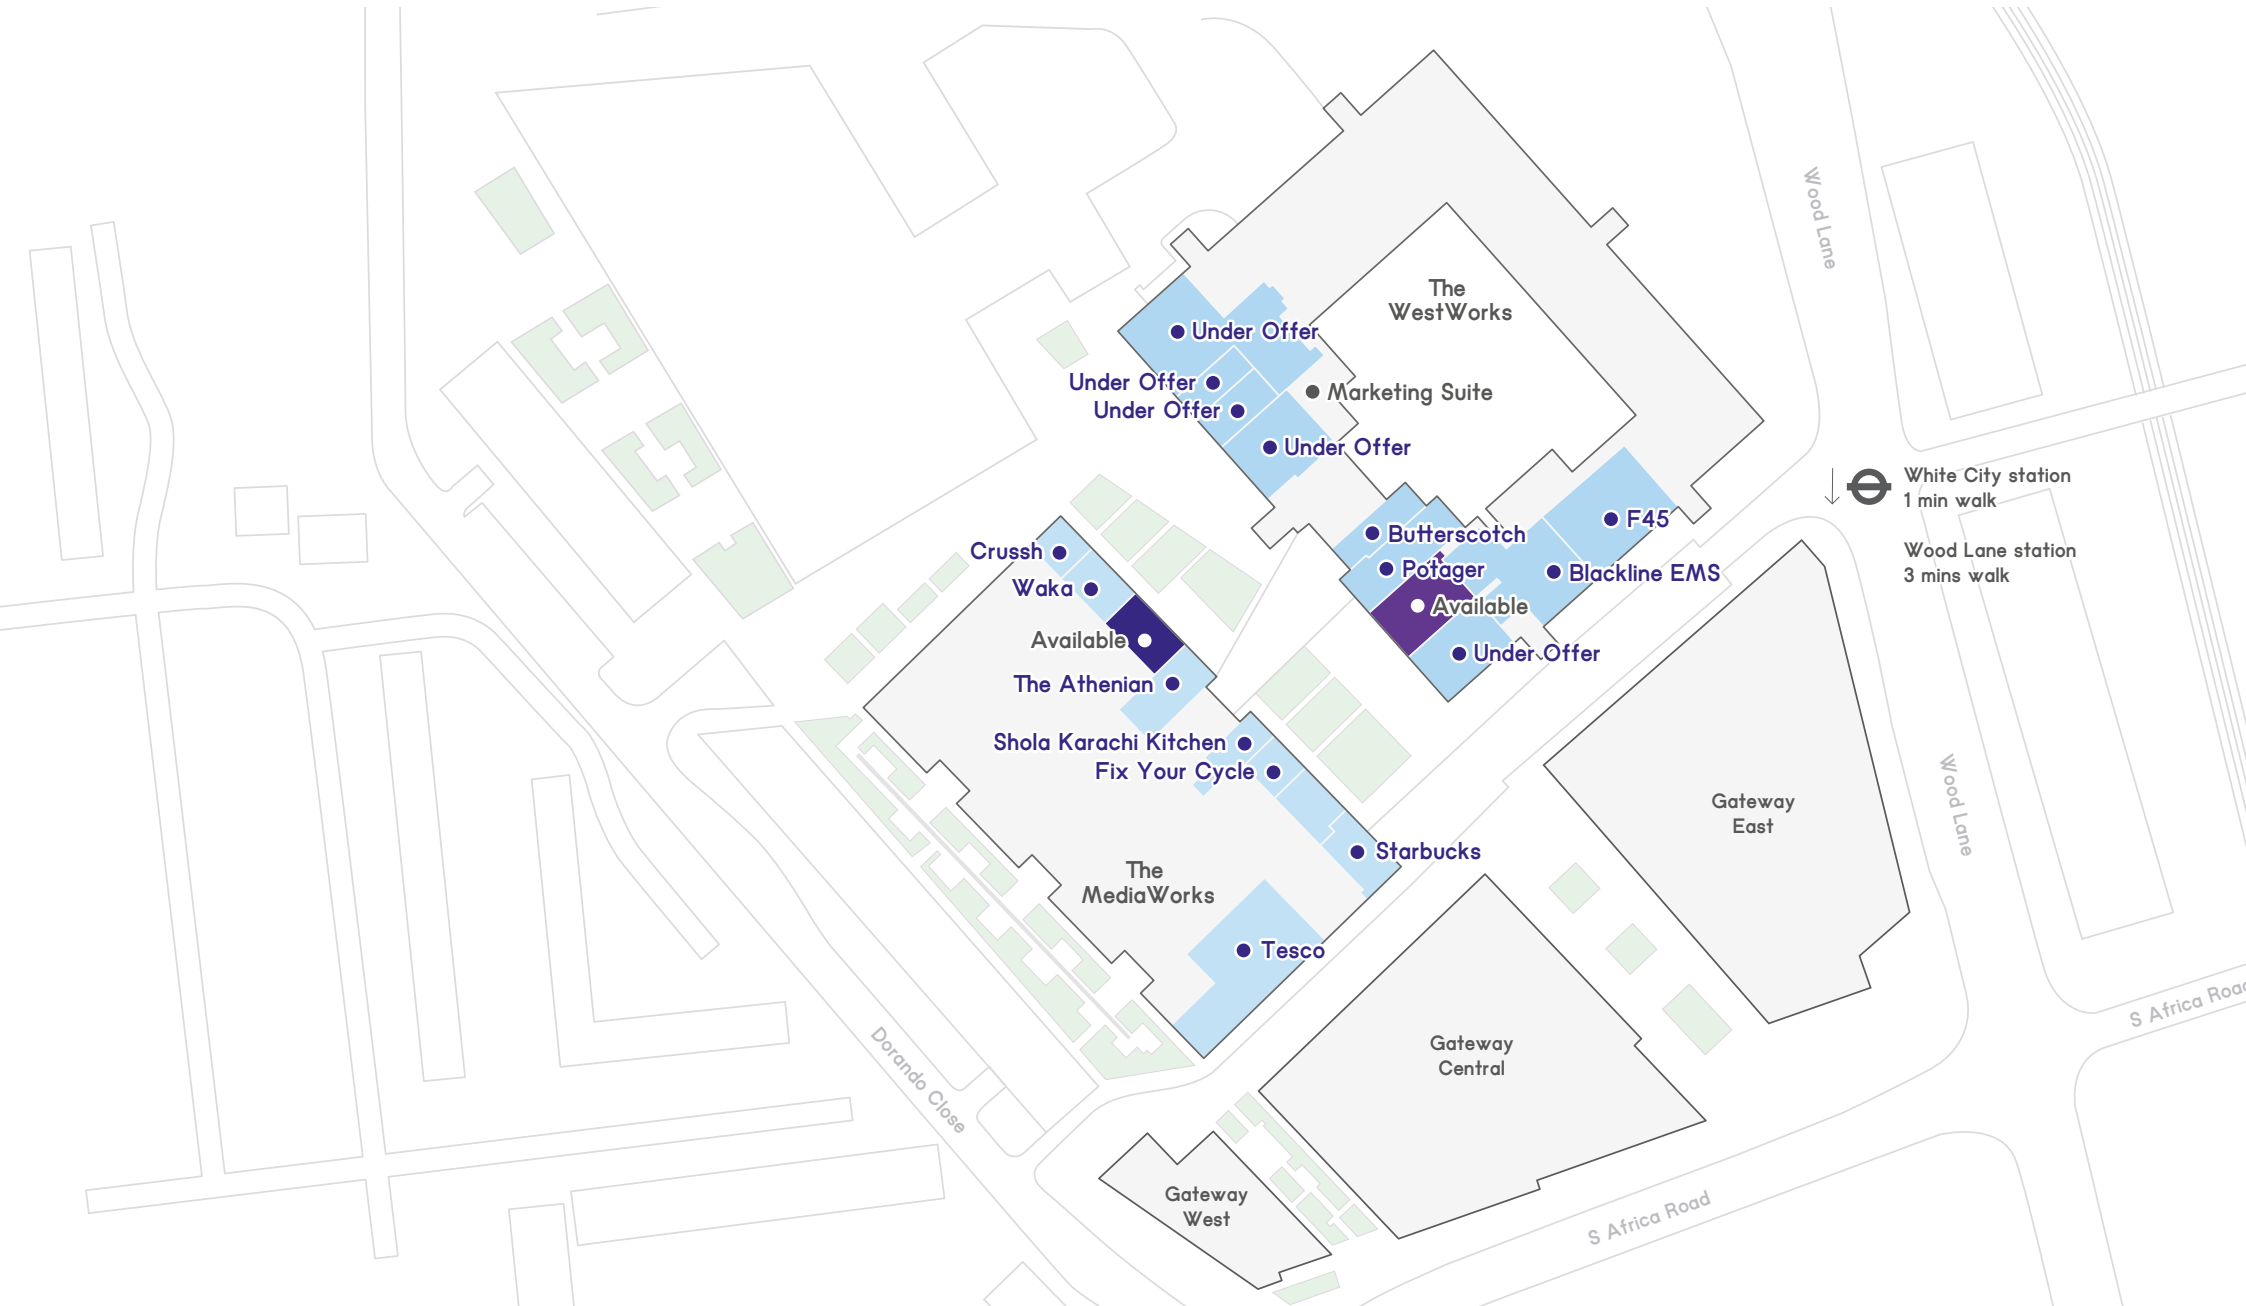 Wood Lane
The
WestWorks
Under Offer
Under Offer
Marketing Suite
Under Offer
Under Offer
White City station
1 min walk
Wood Lane station
3 mins walk
F45
Butterscotch
Potager
Blackline EMS
Available
Under Offer
Crussh
Waka
Available
The Athenian
Shola Karachi Kitchen
Fix Your Cycle
Starbucks
The
MediaWorks
Tesco
Gateway
East
Wood Lane
Gateway
Central
Gateway
West
Dorando Close
S Africa Road
S Africa Road